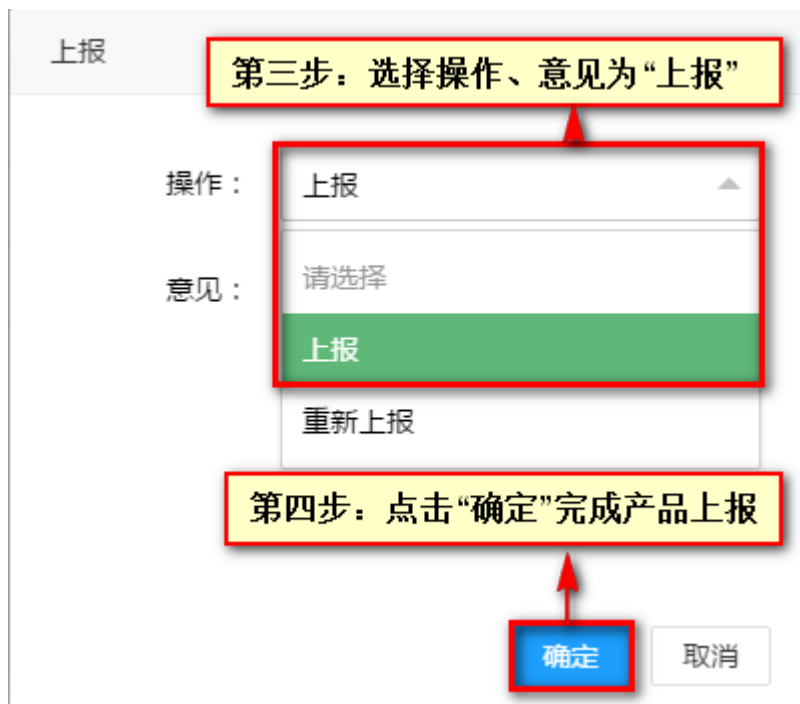 上报
第三步：选择操作、意见为“上报”
操作： 上报
意见： 请选择
上报
重新上报
第四步：点击“确定”完成产品上报
确定 取消